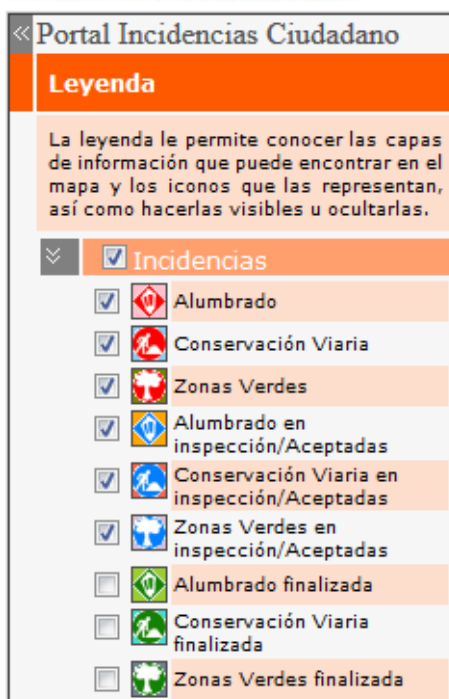 Portal Incidencias Ciudadano
Leyenda
La leyenda le permite conocer las capas
de información que puede encontrar en el
mapa y los iconos que las representan,
así como hacerlas visibles u ocultarlas.
Incidencias
Alumbrado
Conservación Viaria
Zonas Verdes
Alumbrado en
inspección/Aceptadas
Conservación Viaria en
inspección/Aceptadas
Zonas Verdes en
inspección/Aceptadas
Alumbrado finalizada
Conservación Viaria
finalizada
Zonas Verdes finalizada